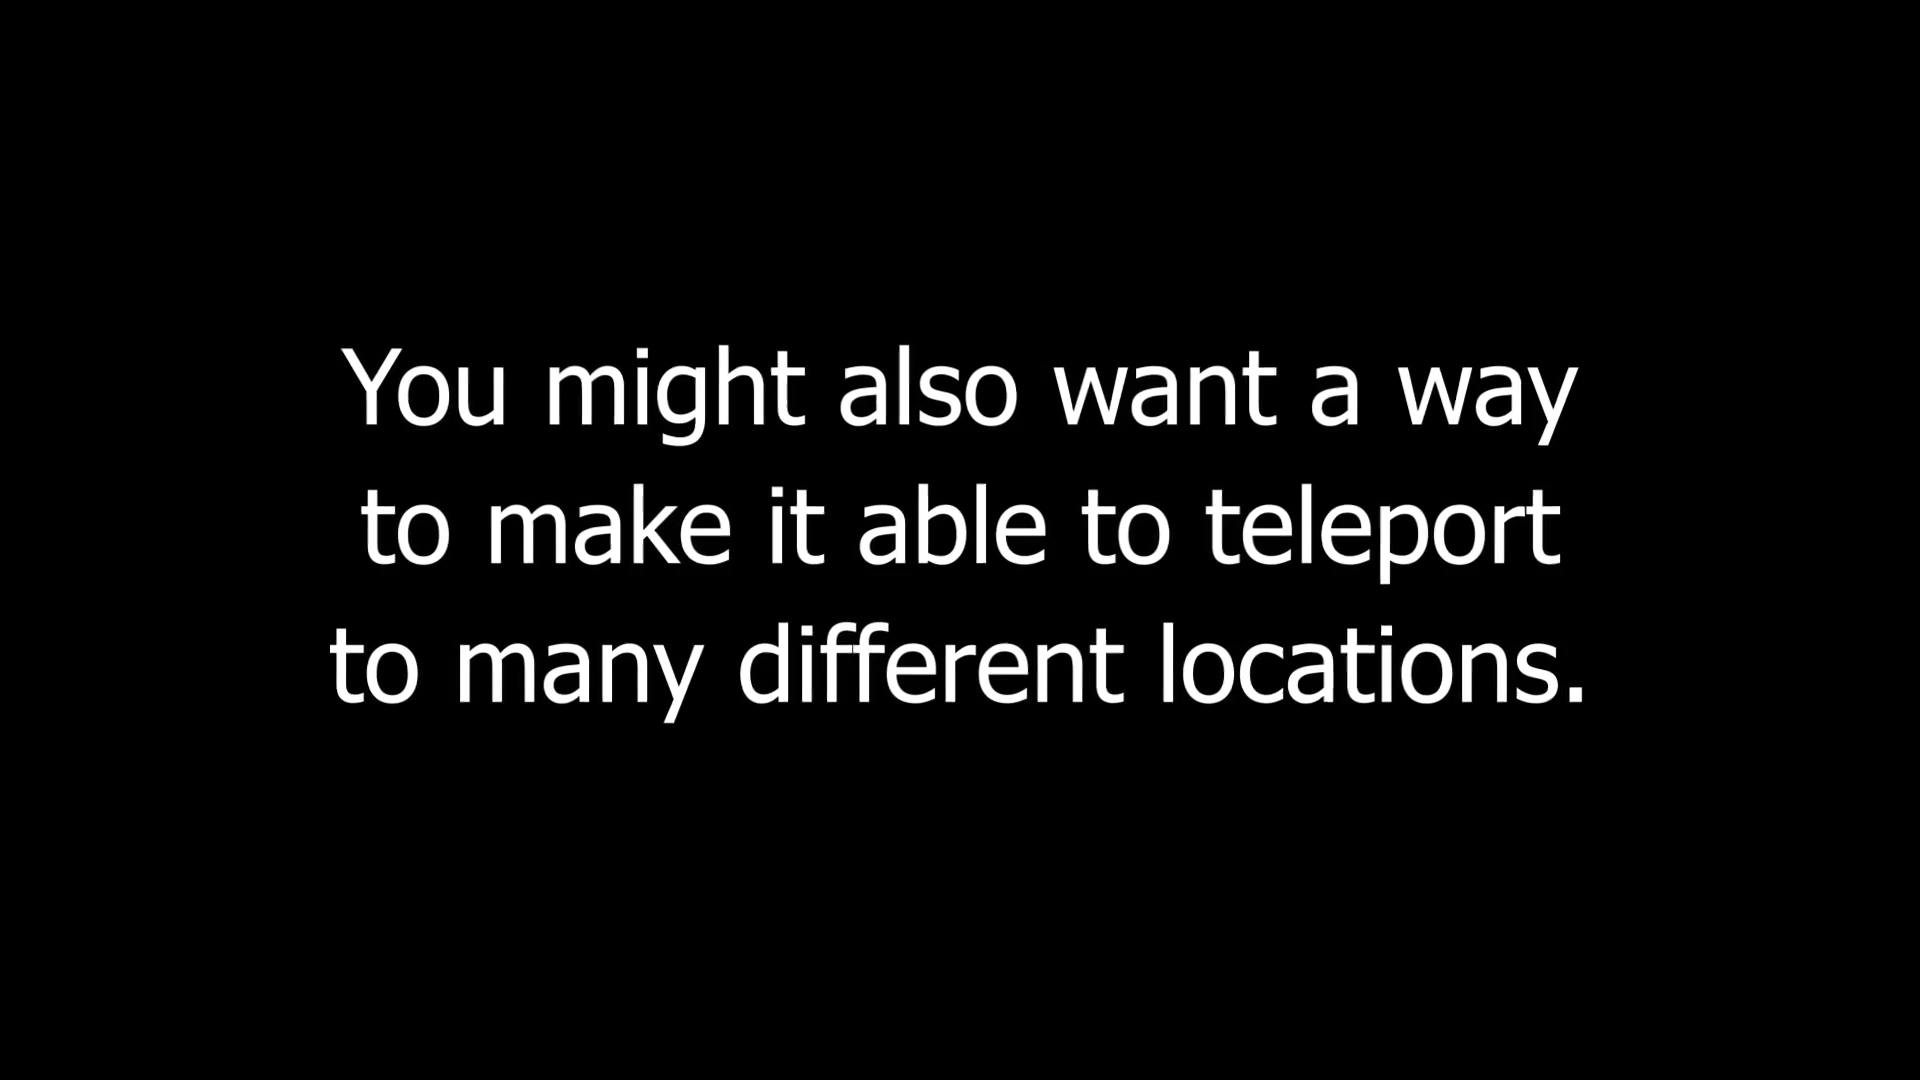 You might also want a way
to make it able to teleport
to many different locations.